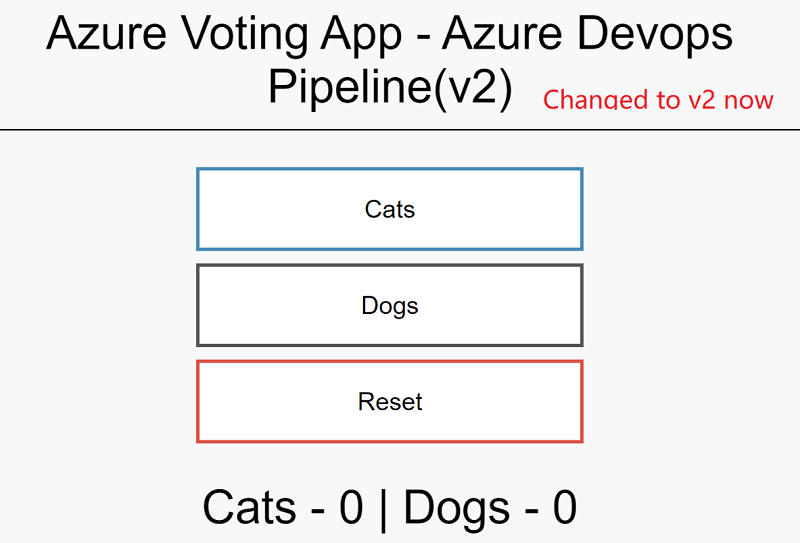 Azure Voting App - Azure Devops
Pipeline(v2)
Changed to v2 now
Cats
Dogs
Reset
Cats - 0 | Dogs - 0